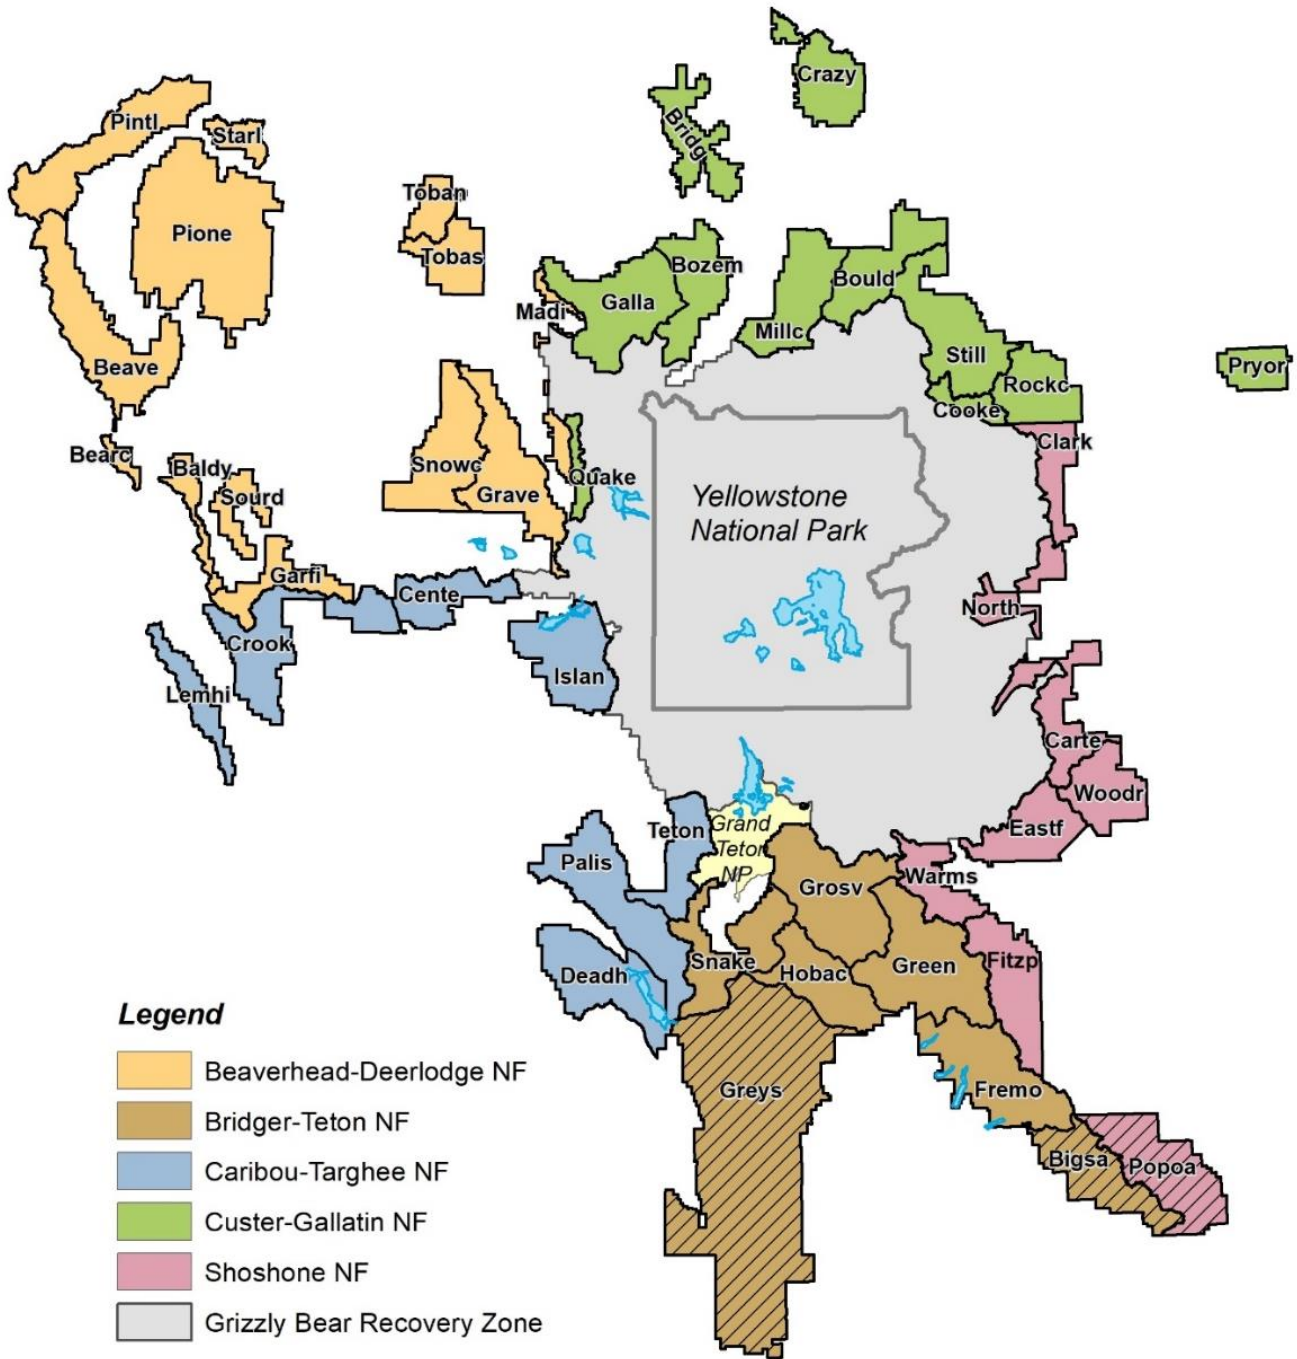 Crazy
Bridg
Pintl
Starl
Toban
Pione
Tobas
Bozem
Bould
Galla
Madi
Millc
Still
Pryor
Beave
Rockc
Cooke
Clark
Bearc
Baldy
Snowc
Quake
Sourd
Grave
Yellowstone
National Park
Garfi
Cente
North
Crook
Islan
Lemhi
Carte
Woodr
Teton
Grand
Teton
NP
Eastf
Palis
Warms
Grosv
Deadh
Snake
Hobac
Green
Fitzp
Greys
Fremo
Bigsa
Popoa
Legend
Beaverhead-Deerlodge NF
Bridger-Teton NF
Caribou-Targhee NF
Custer-Gallatin NF
Shoshone NF
Grizzly Bear Recovery Zone